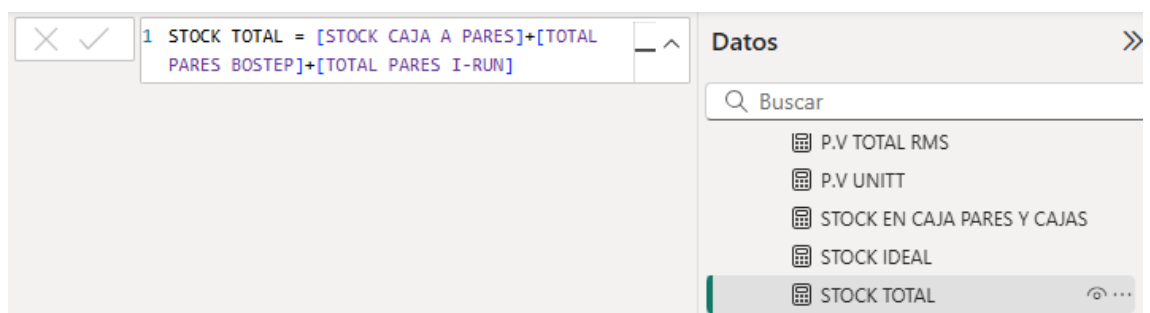 1 STOCK TOTAL = [STOCK CAJA A PARES]+[TOTAL
PARES BOSTEP]+[TOTAL PARES I-RUN]
Datos
Buscar
P.V TOTAL RMS
P.V UNITT
STOCK EN CAJA PARES Y CAJAS
STOCK IDEAL
STOCK TOTAL